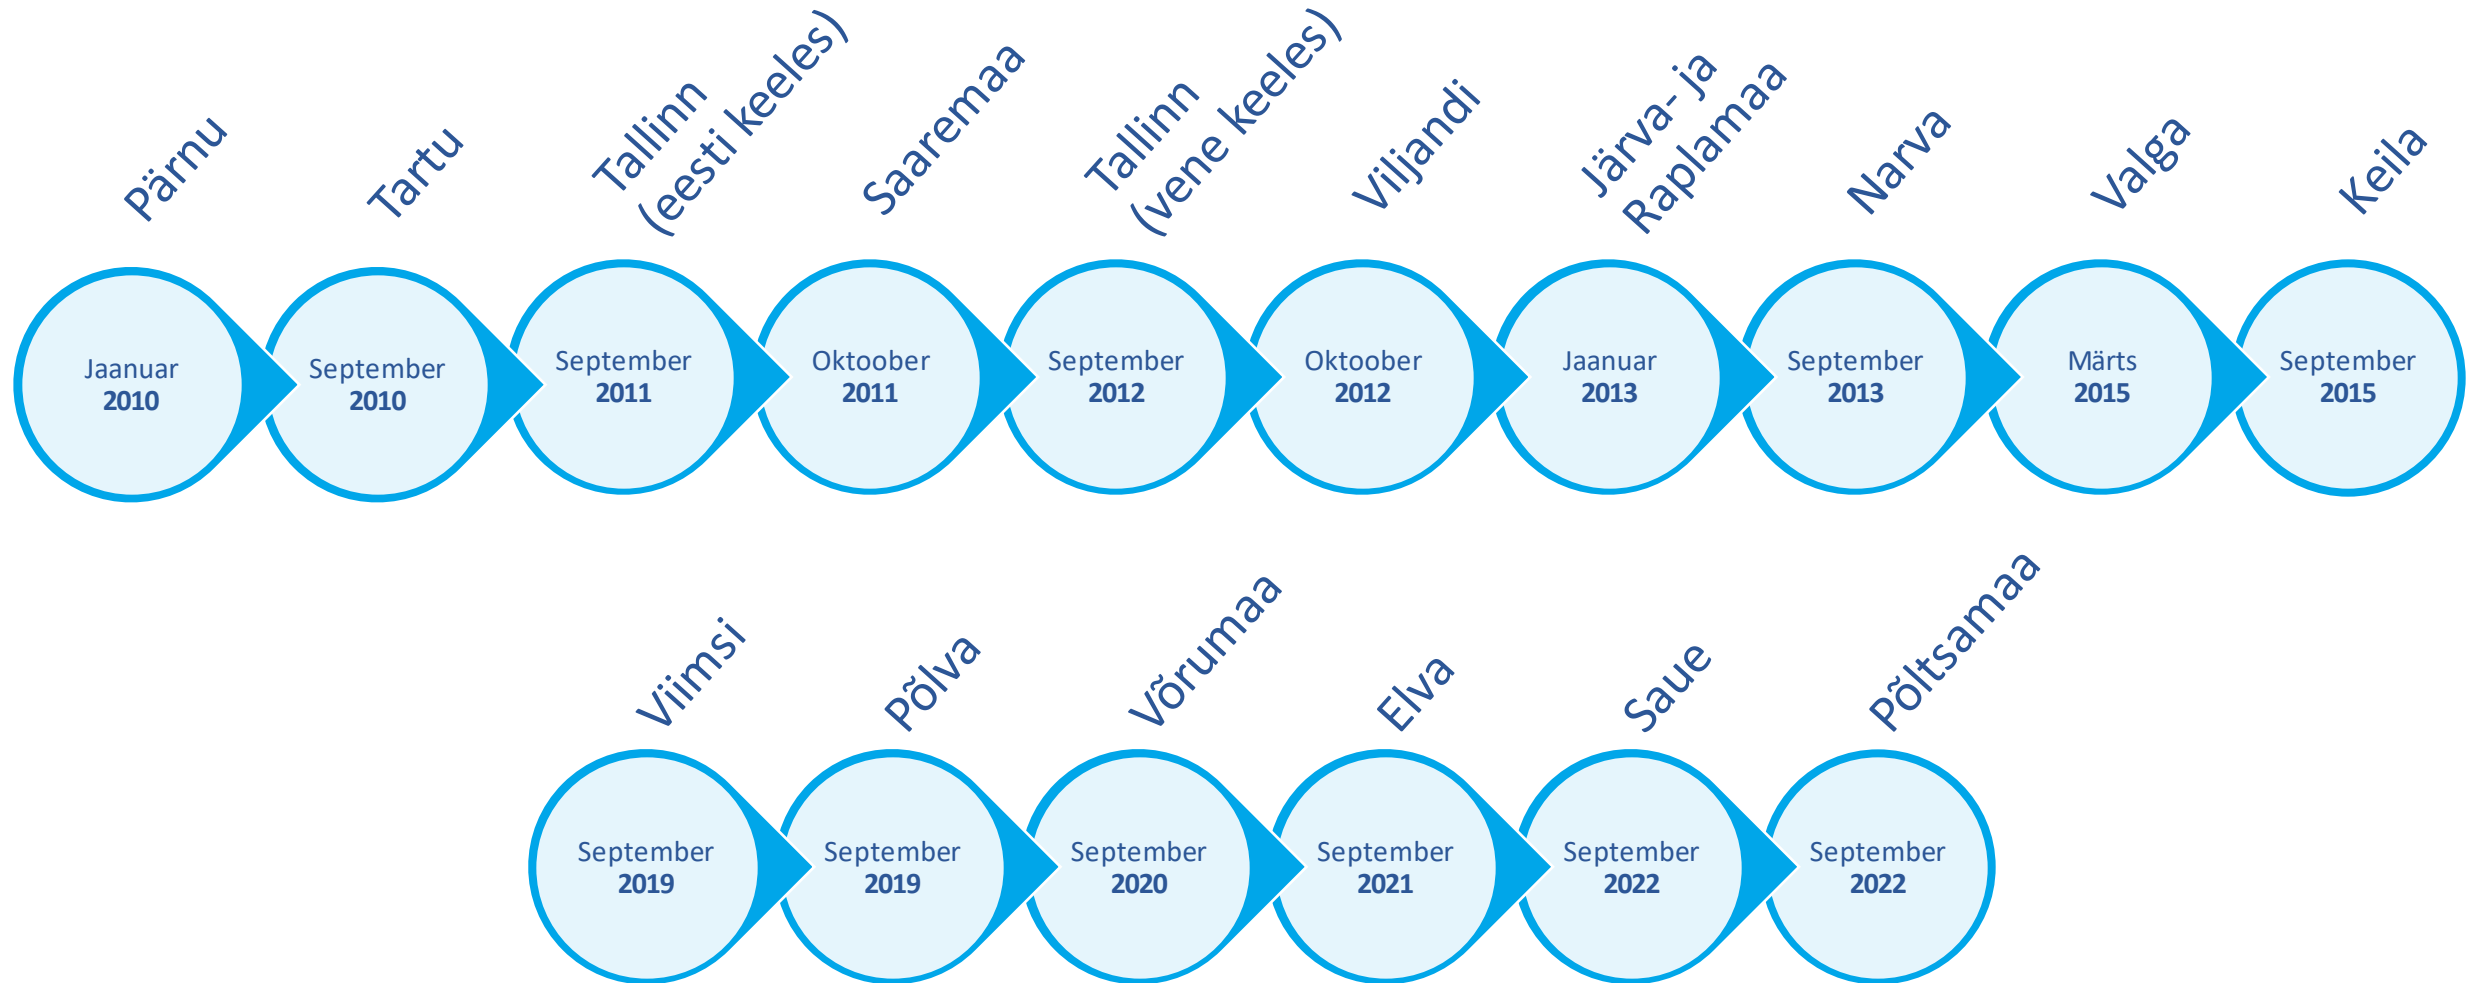 Pärnu
Tartu
Tallinn
(eesti keeles)
Saaremaa
Tallinn
(vene keeles)
Viljandi
Järva- ja
Raplamaa
Narva
Valga
Keila
Jaanuar
2010
September
2010
September
2011
Oktoober
2011
September
2012
Oktoober
2012
Jaanuar
2013
September
2013
Märts
2015
September
2015
Viimsi
Põlva
Võrumaa
Elva
Saue
Põltsamaa
September
2019
September
2019
September
2020
September
2021
September
2022
September
2022